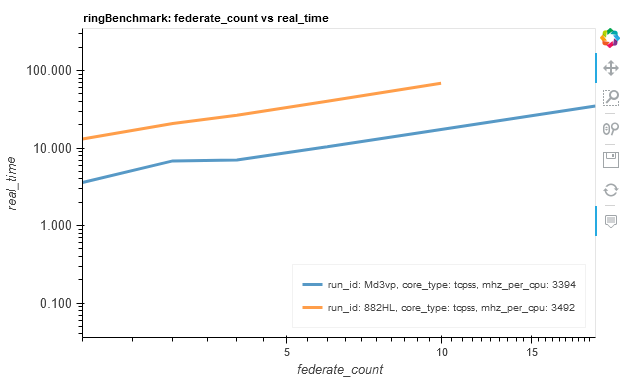 ringBenchmark: federate_count vs real_time
100.000
10.000
1.000
0.100
real_time
run_id: Md3vp, core_type: tcpss, mhz_per_cpu: 3394
run_id: 882HL, core_type: tcpss, mhz_per_cpu: 3492
5
10
15
federate_count